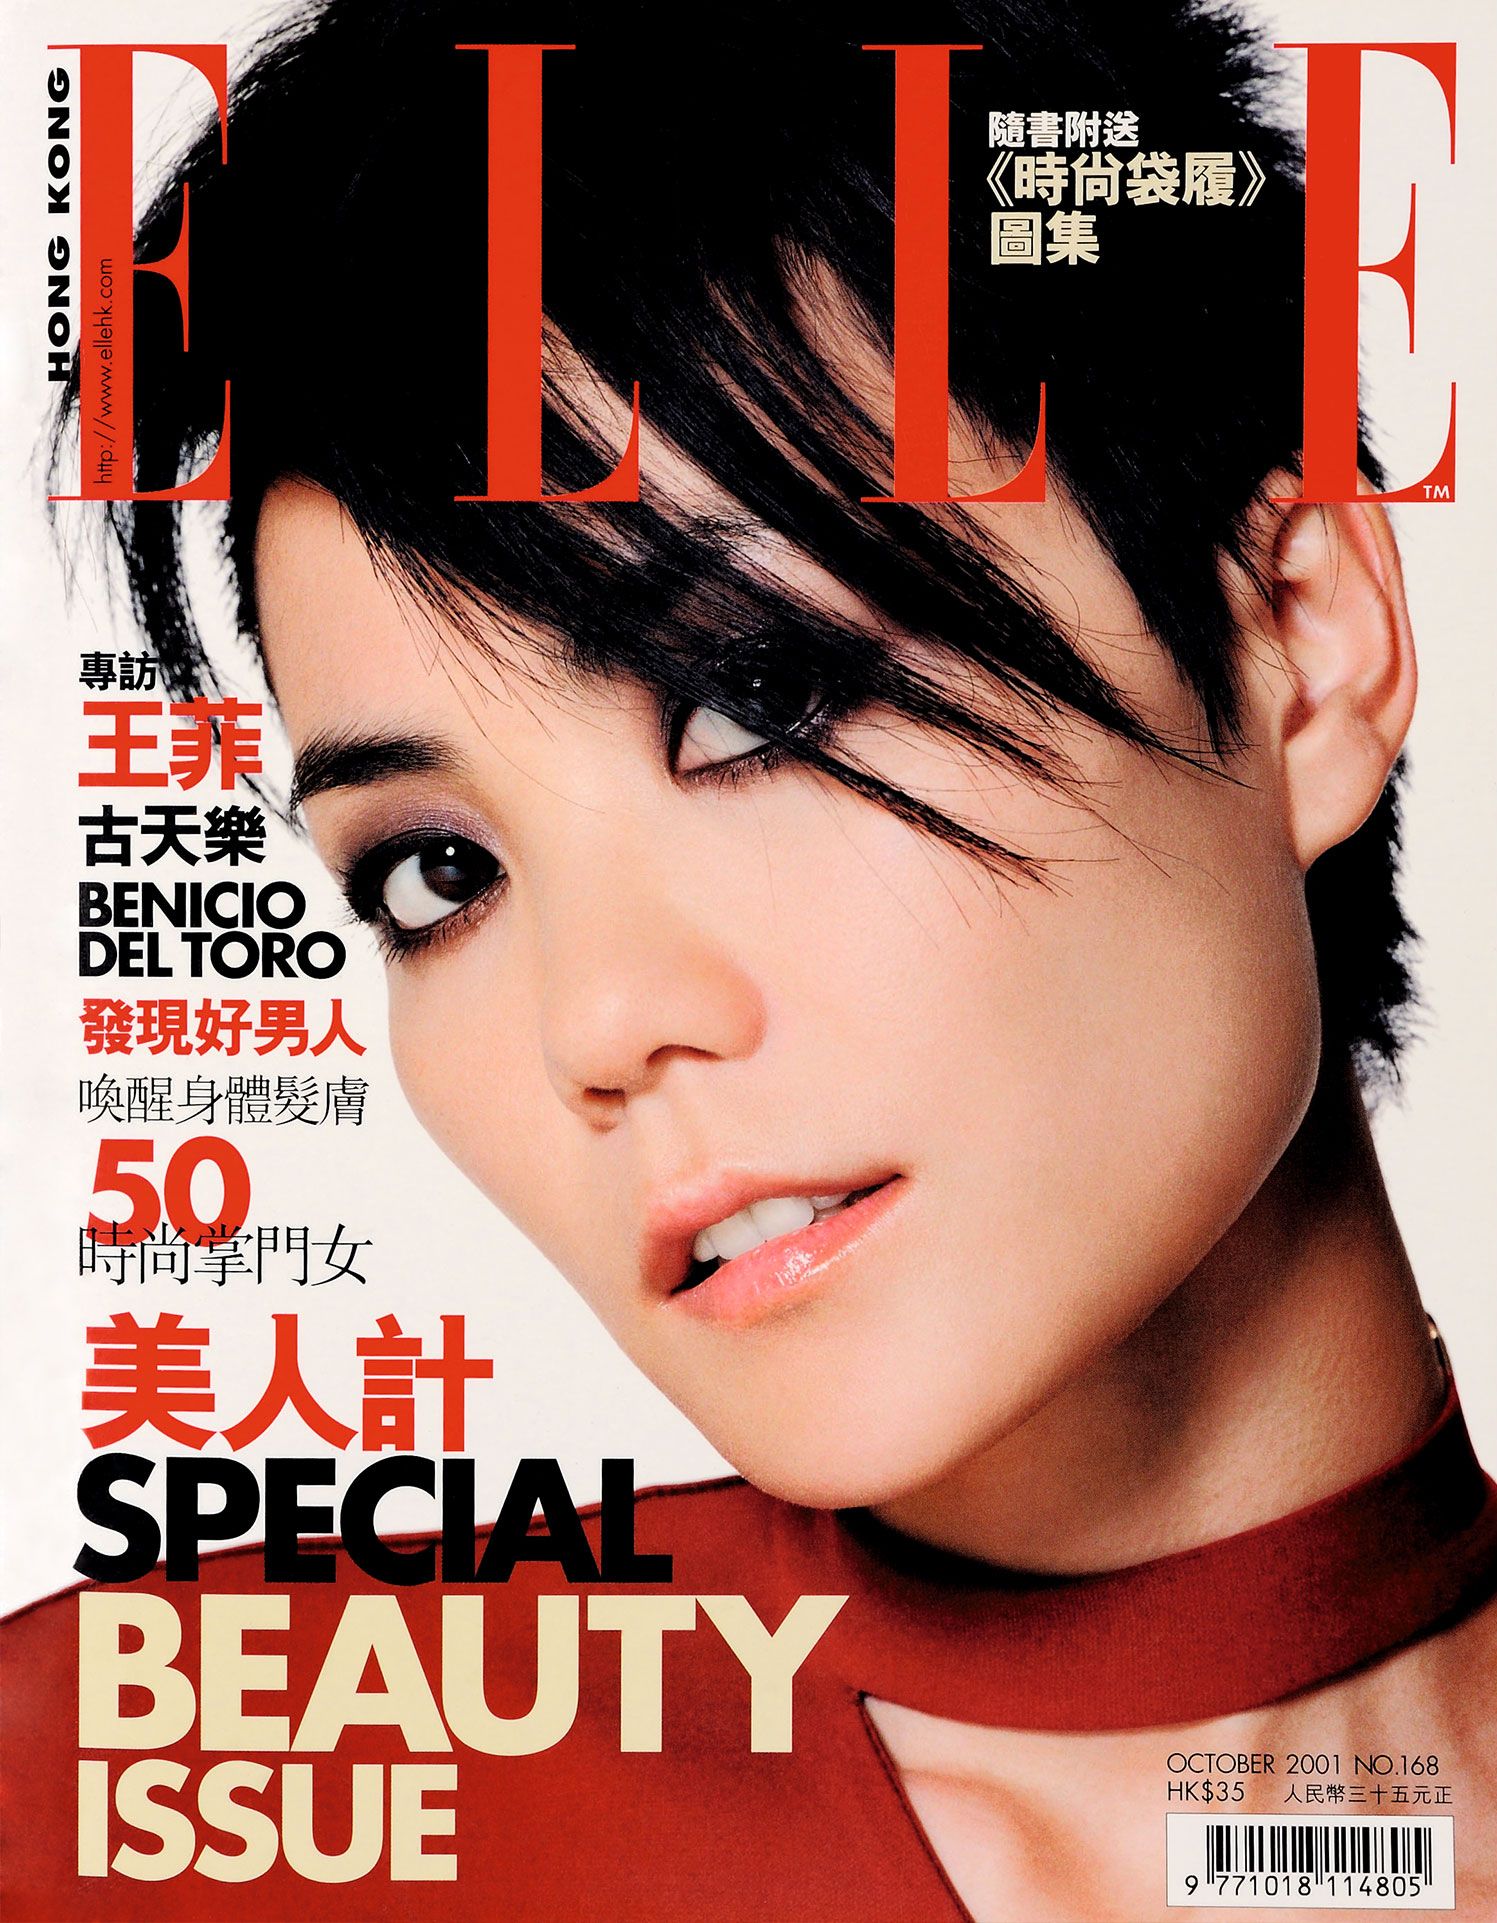 ELLE
HONG KONG
http://www.ellehk.com
TM
隨書附送
《時尚袋履》
圖集
專訪
王菲
古天樂
BENICIO
DEL TORO
發現好男人
喚醒身體髮膚
50
時尚掌門女
美人計
SPECIAL
BEAUTY
ISSUE
OCTOBER 2001 NO.168
HK$35 人民幣三十五元正
9 771018 114805